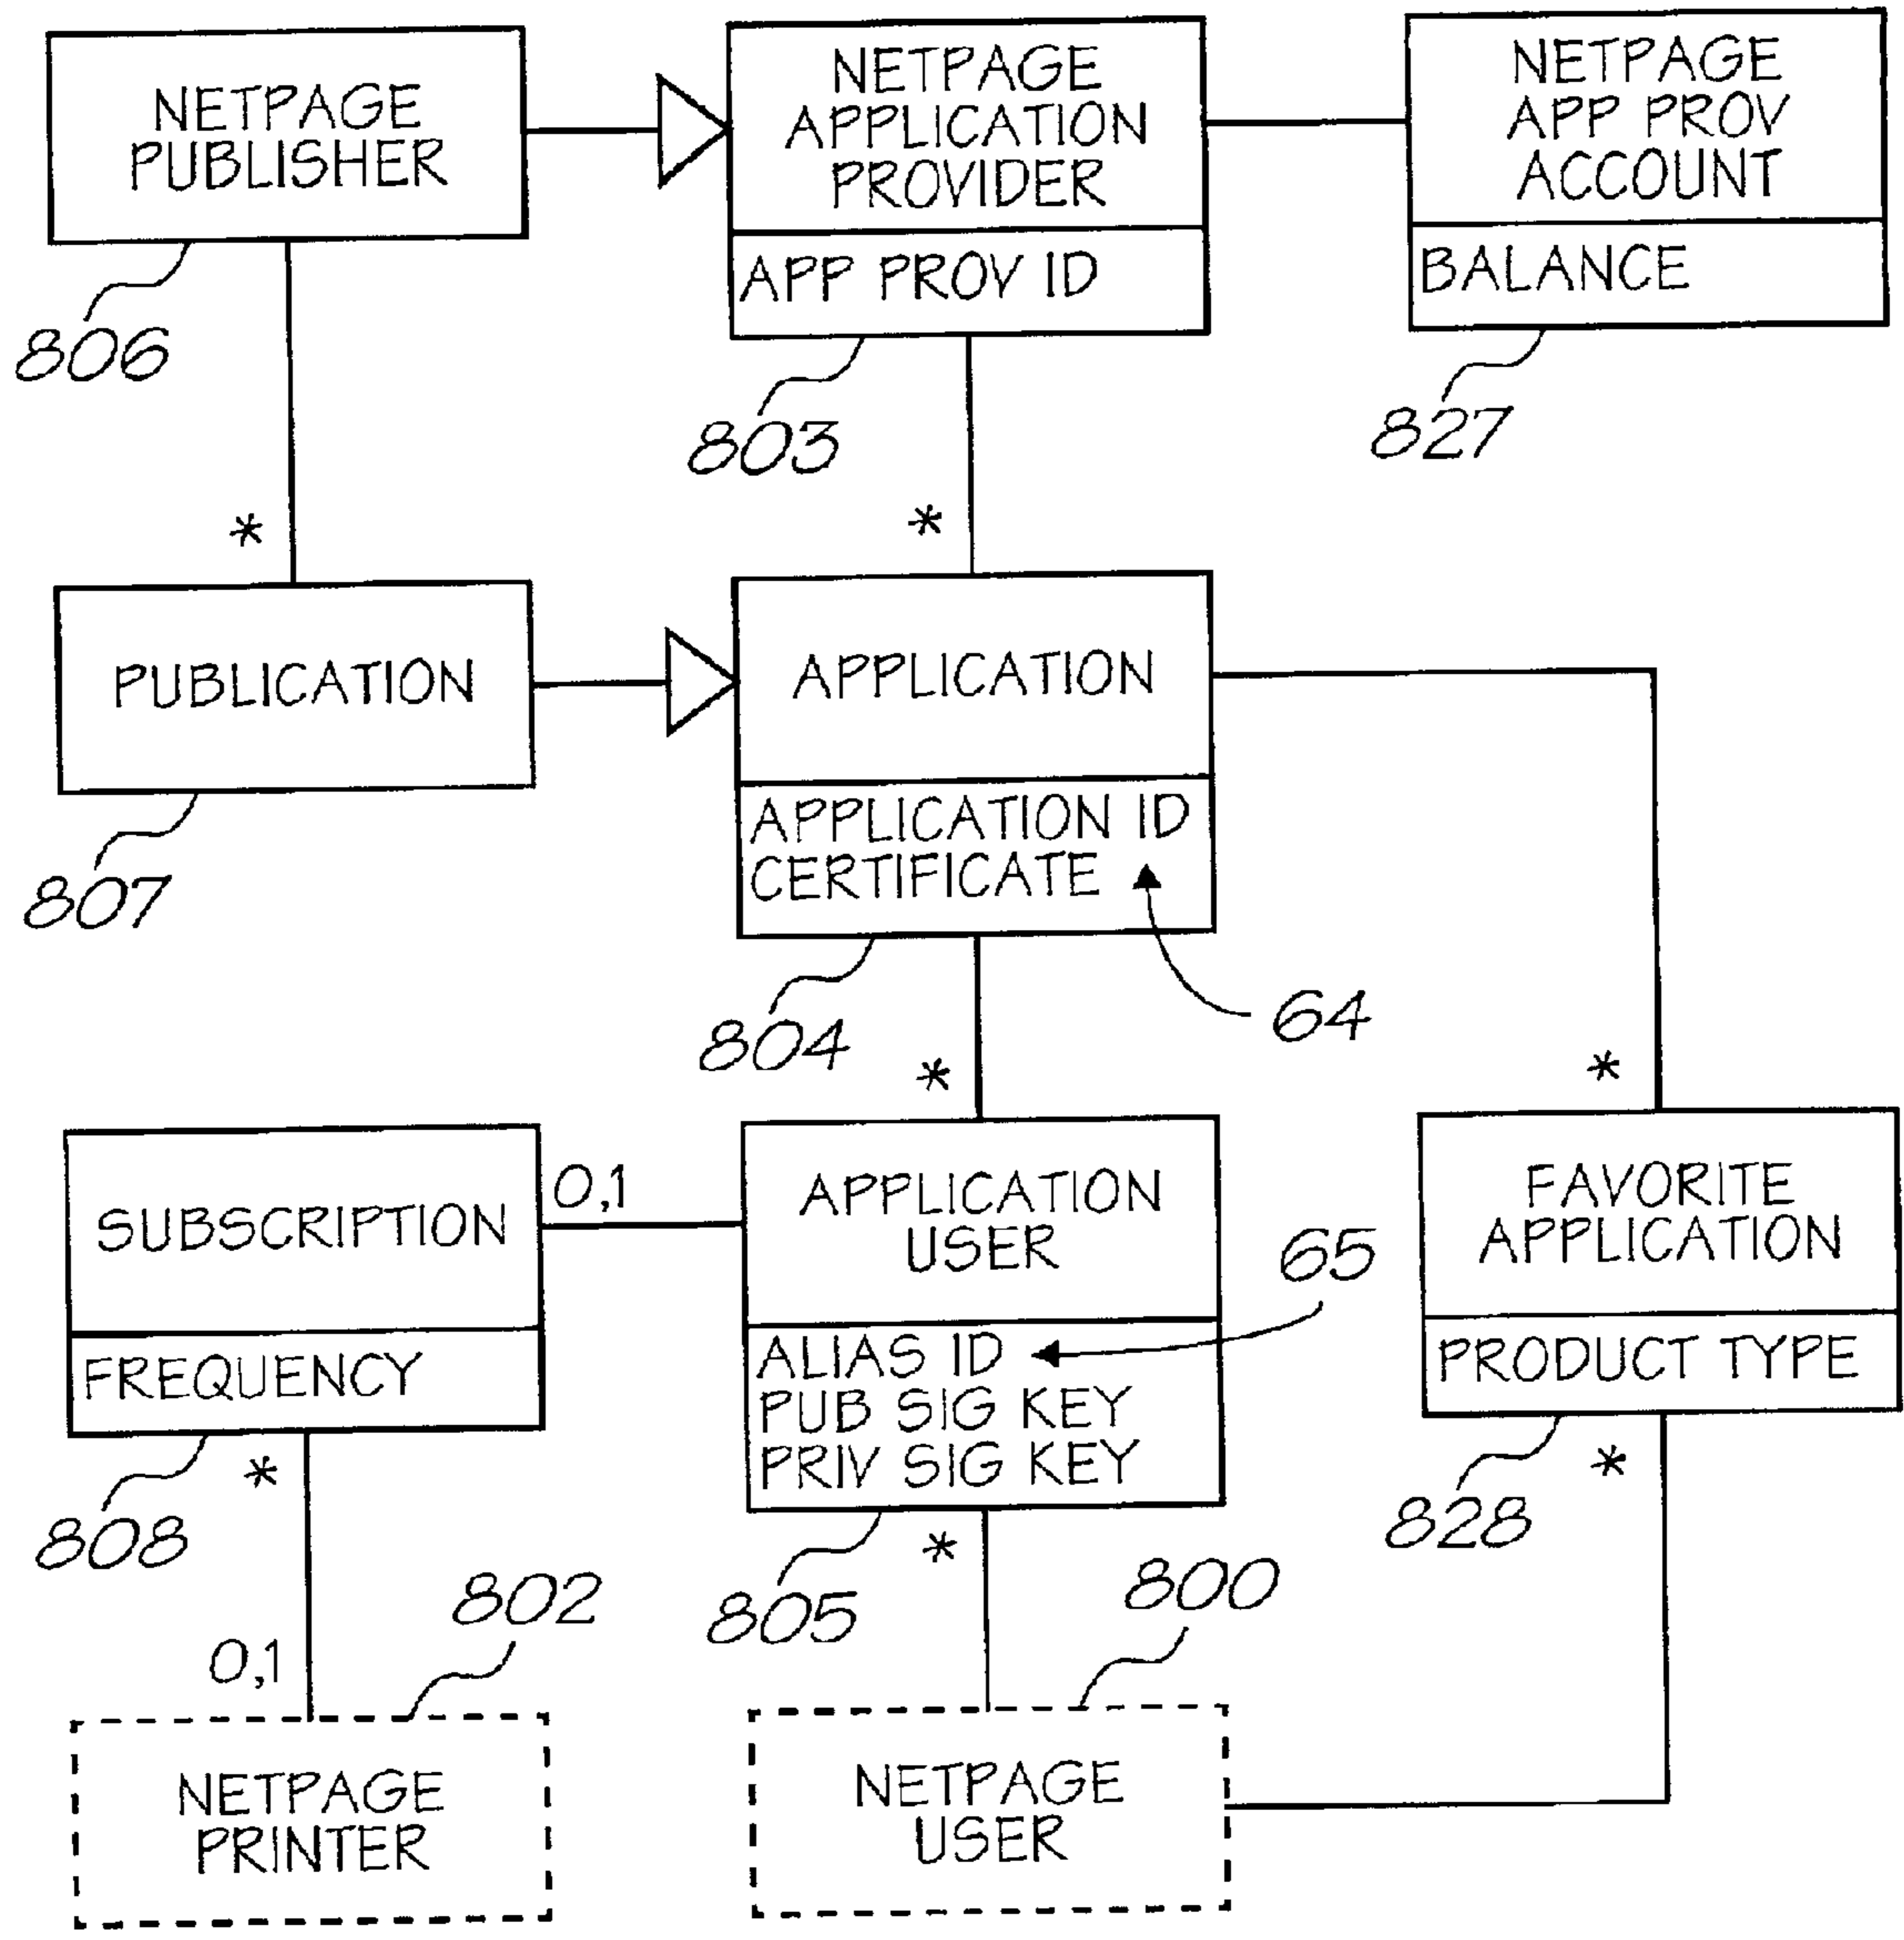 NETPAGE
PUBLISHER
806
NETPAGE
APPLICATION
PROVIDER
APP PROV ID
803
NETPAGE
APP PROV
ACCOUNT
BALANCE
827
*
*
PUBLICATION
807
APPLICATION
APPLICATION ID
CERTIFICATE
64
804
*
*
SUBSCRIPTION
FREQUENCY
0,1
808
*
APPLICATION
USER
65
ALIAS ID
PUB SIG KEY
PRIV SIG KEY
805
*
FAVORITE
APPLICATION
PRODUCT TYPE
828
*
802
800
0,1
NETPAGE
PRINTER
NETPAGE
USER